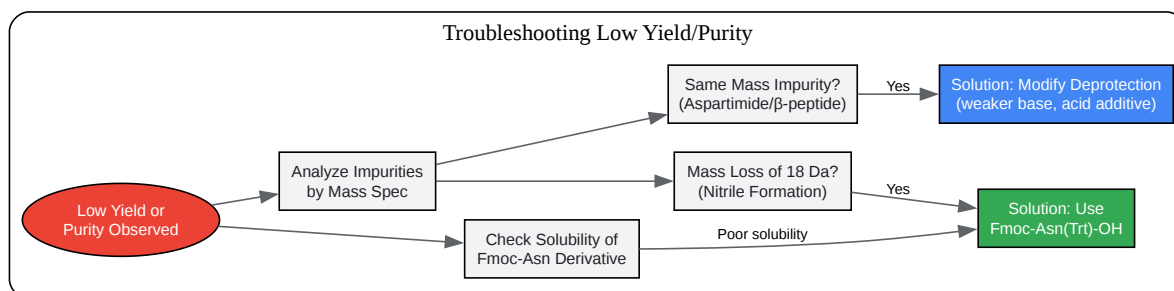 Troubleshooting Low Yield/Purity
Same Mass Impurity?
(Aspartimide/β-peptide)
Yes
Solution: Modify Deprotection
(weaker base, acid additive)
Analyze Impurities
by Mass Spec
Mass Loss of 18 Da?
(Nitrile Formation)
Yes
Low Yield or
Purity Observed
Solution: Use
Fmoc-Asn(Trt)-OH
Check Solubility of
Fmoc-Asn Derivative
Poor solubility